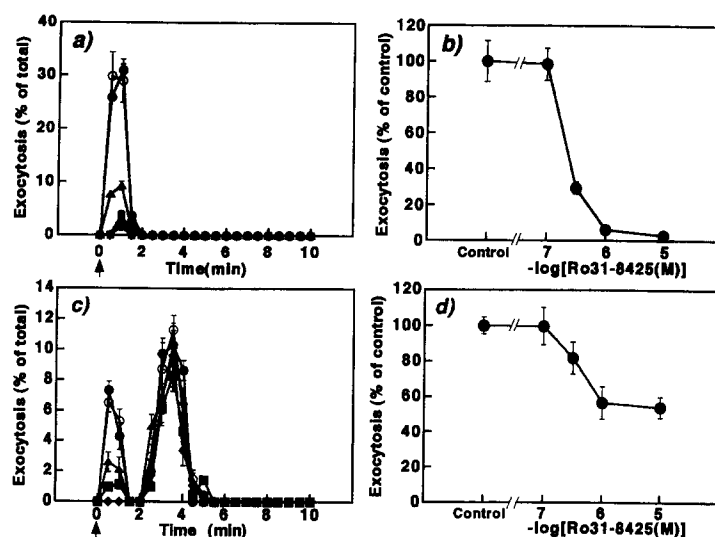 a)
Exocytosis (% of total)
40
30
20
10
0
0 2 4 6 8 10
Time(min)
b)
Exocytosis (% of control)
120
100
80
60
40
20
0
Control 7 6 5
-log[Ro31-8425(M)]
c)
Exocytosis (% of total)
14
12
10
8
6
4
2
0
0 2 4 6 8 10
Time (min)
d)
Exocytosis (% of control)
120
100
80
60
40
20
0
Control 7 6 5
-log[Ro31-8425(M)]